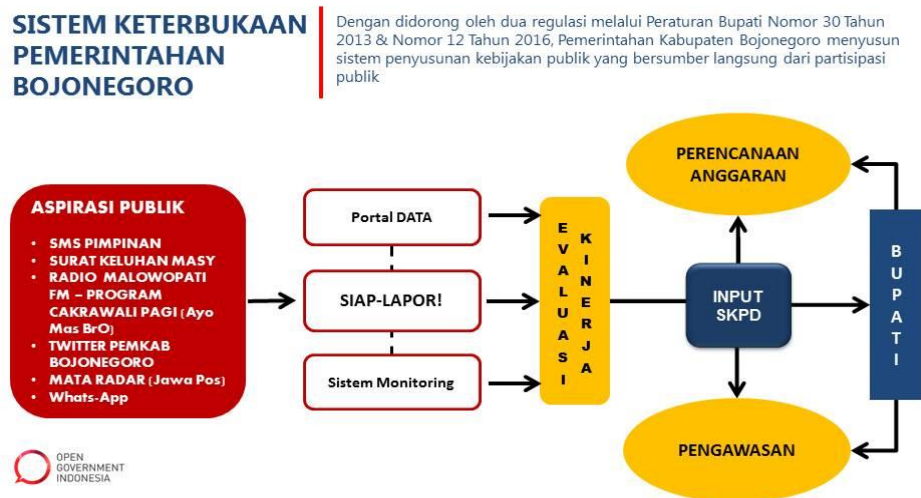 SISTEM KETERBUKAAN
PEMERINTAHAN
BOJONEGORO
Dengan didorong oleh dua regulasi melalui Peraturan Bupati Nomor 30 Tahun
2013 & Nomor 12 Tahun 2016, Pemerintahan Kabupaten Bojonegoro menyusun
sistem penyusunan kebijakan publik yang bersumber langsung dari partisipasi
publik
ASPIRASI PUBLIK
• SMS PIMPINAN
• SURAT KELUHAN MASY
• RADIO MALOWOPATI
FM – PROGRAM
CAKRAWALI PAGI (Ayo
Mas BrO)
• TWITTER PEMKAB
BOJONEGORO
• MATA RADAR (Jawa Pos)
• Whats-App
Portal DATA
SIAP-LAPOR!
Sistem Monitoring
EVALUASI
KINERJA
INPUT
SKPD
PERENCANAAN
ANGGARAN
PENGAWASAN
BUPATI
OPEN
GOVERNMENT
INDONESIA